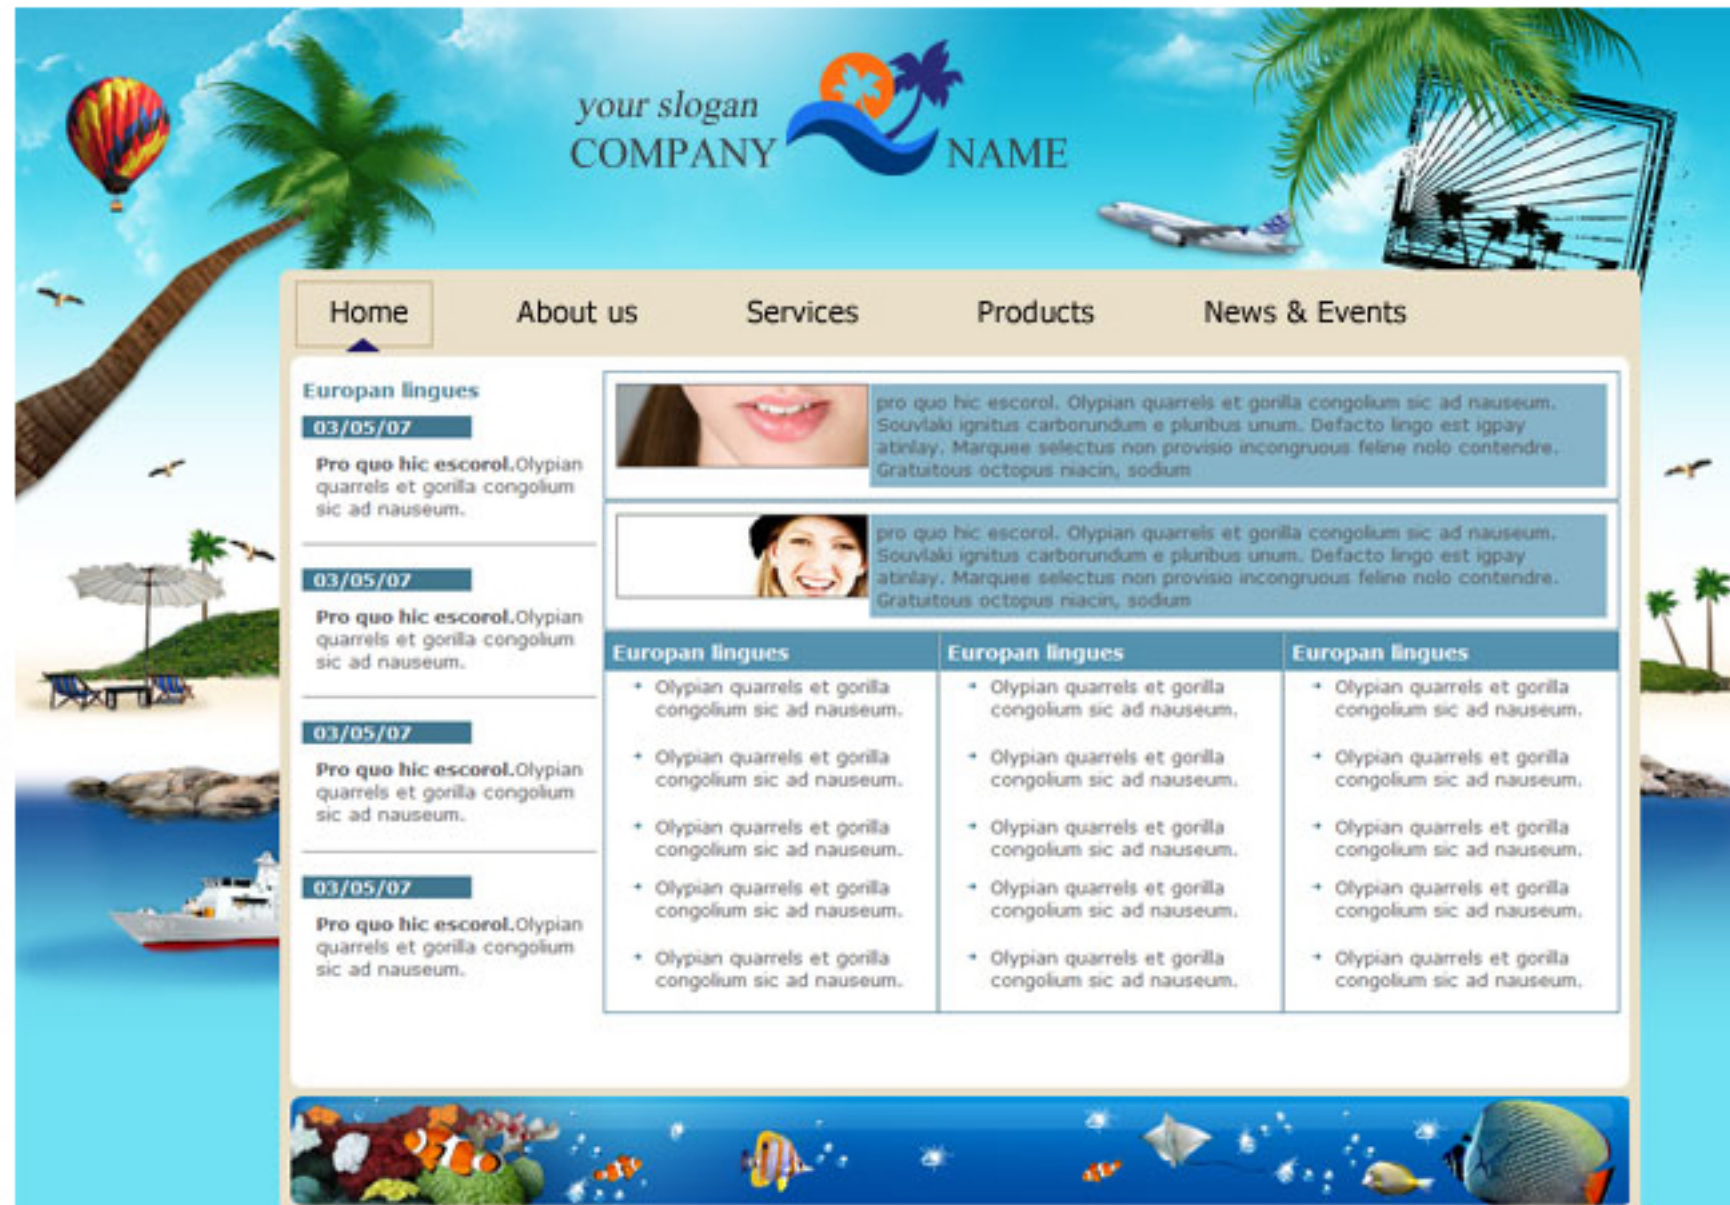 your slogan
COMPANY NAME
Home About us Services Products News & Events
Europan lingues
03/05/07
Pro quo hic escorol.Olypian
quarrels et gorilla congolium
sic ad nauseum.
03/05/07
Pro quo hic escorol.Olypian
quarrels et gorilla congolium
sic ad nauseum.
03/05/07
Pro quo hic escorol.Olypian
quarrels et gorilla congolium
sic ad nauseum.
03/05/07
Pro quo hic escorol.Olypian
quarrels et gorilla congolium
sic ad nauseum.
pro quo hic escorol. Olypian quarrels et gorilla congolium sic ad nauseum.
Souvlaki ignitus carborundum e pluribus unum. Defacto lingo est igpay
atinlay. Marquee selectus non provisio incongruous feline nolo contendre.
Gratuitous octopus niacin, sodium
pro quo hic escorol. Olypian quarrels et gorilla congolium sic ad nauseum.
Souvlaki ignitus carborundum e pluribus unum. Defacto lingo est igpay
atinlay. Marquee selectus non provisio incongruous feline nolo contendre.
Gratuitous octopus niacin, sodium
Europan lingues
Olypian quarrels et gorilla
congolium sic ad nauseum.
Olypian quarrels et gorilla
congolium sic ad nauseum.
Olypian quarrels et gorilla
congolium sic ad nauseum.
Olypian quarrels et gorilla
congolium sic ad nauseum.
Olypian quarrels et gorilla
congolium sic ad nauseum.
Europan lingues
Olypian quarrels et gorilla
congolium sic ad nauseum.
Olypian quarrels et gorilla
congolium sic ad nauseum.
Olypian quarrels et gorilla
congolium sic ad nauseum.
Olypian quarrels et gorilla
congolium sic ad nauseum.
Olypian quarrels et gorilla
congolium sic ad nauseum.
Europan lingues
Olypian quarrels et gorilla
congolium sic ad nauseum.
Olypian quarrels et gorilla
congolium sic ad nauseum.
Olypian quarrels et gorilla
congolium sic ad nauseum.
Olypian quarrels et gorilla
congolium sic ad nauseum.
Olypian quarrels et gorilla
congolium sic ad nauseum.